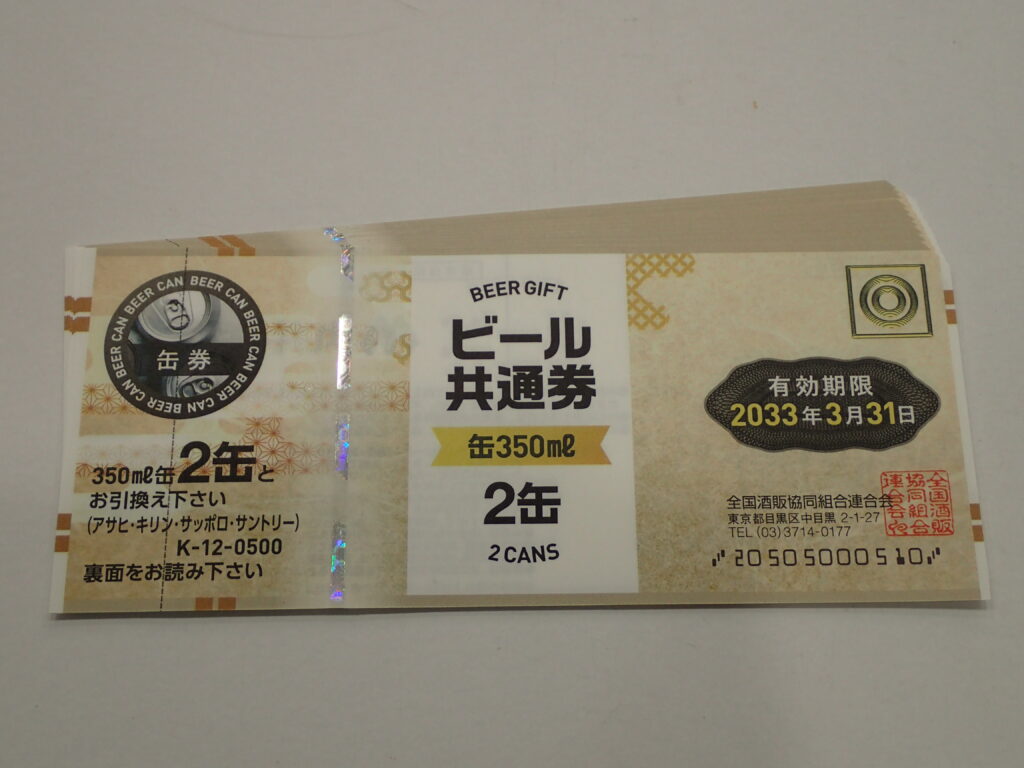 BEER CAN BEER CAN BEER CAN BEER CAN BEER CAN BEER CAN
缶券
350㎖缶2缶と
お引換え下さい
(アサヒ・キリン・サッポロ・サントリー)
K-12-0500
裏面をお読み下さい
BEER GIFT
ビール
共通券
缶350㎖
2缶
2 CANS
有効期限
2033年3月31日
全国酒販協同組合連合会
東京都目黒区中目黒 2-1-27
TEL (03)3714-0177
20505000510
全国酒販
協同組合
連合会